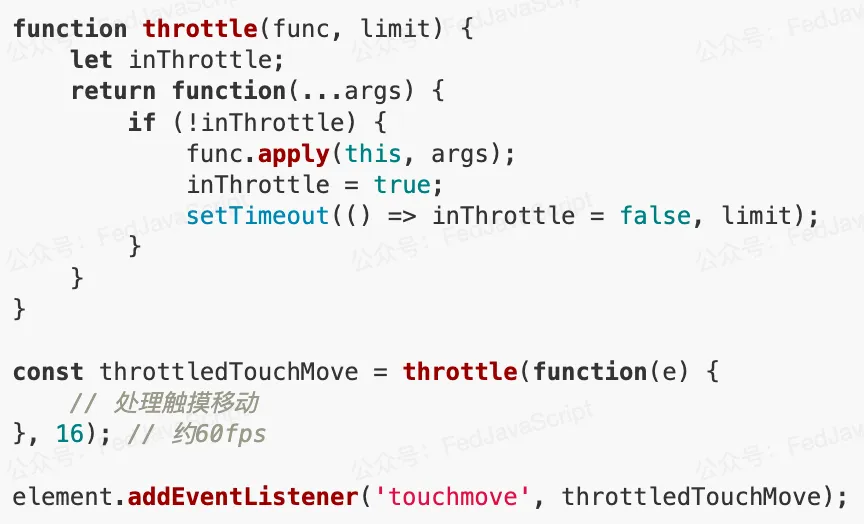 function throttle(func, limit) {
    let inThrottle;
    return function(...args) {
        if (!inThrottle) {
            func.apply(this, args);
            inThrottle = true;
            setTimeout(() => inThrottle = false, limit);
        }
    }
}

const throttledTouchMove = throttle(function(e) {
    // 处理触摸移动
}, 16); // 约60fps

element.addEventListener('touchmove', throttledTouchMove);
公众号：FedJavaScript